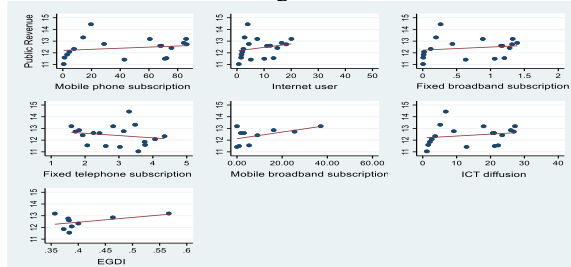 Public-Revenue
11 12 13 14 15
0 20 40 60 80
Mobile phone subscription
11 12 13 14 15
0 10 20 30 40 50
Internet user
11 12 13 14 15
0 .5 1 1.5 2
Fixed broadband subscription
11 12 13 14 15
1 2 3 4 5
Fixed telephone subscription
11 12 13 14 15
0 20.00 40.00 60.00
Mobile broadband subscription
11 12 13 14 15
0 10 20 30 40
ICT diffusion
11 12 13 14 15
.35 .4 .45 .5 .55 .6
EGDI